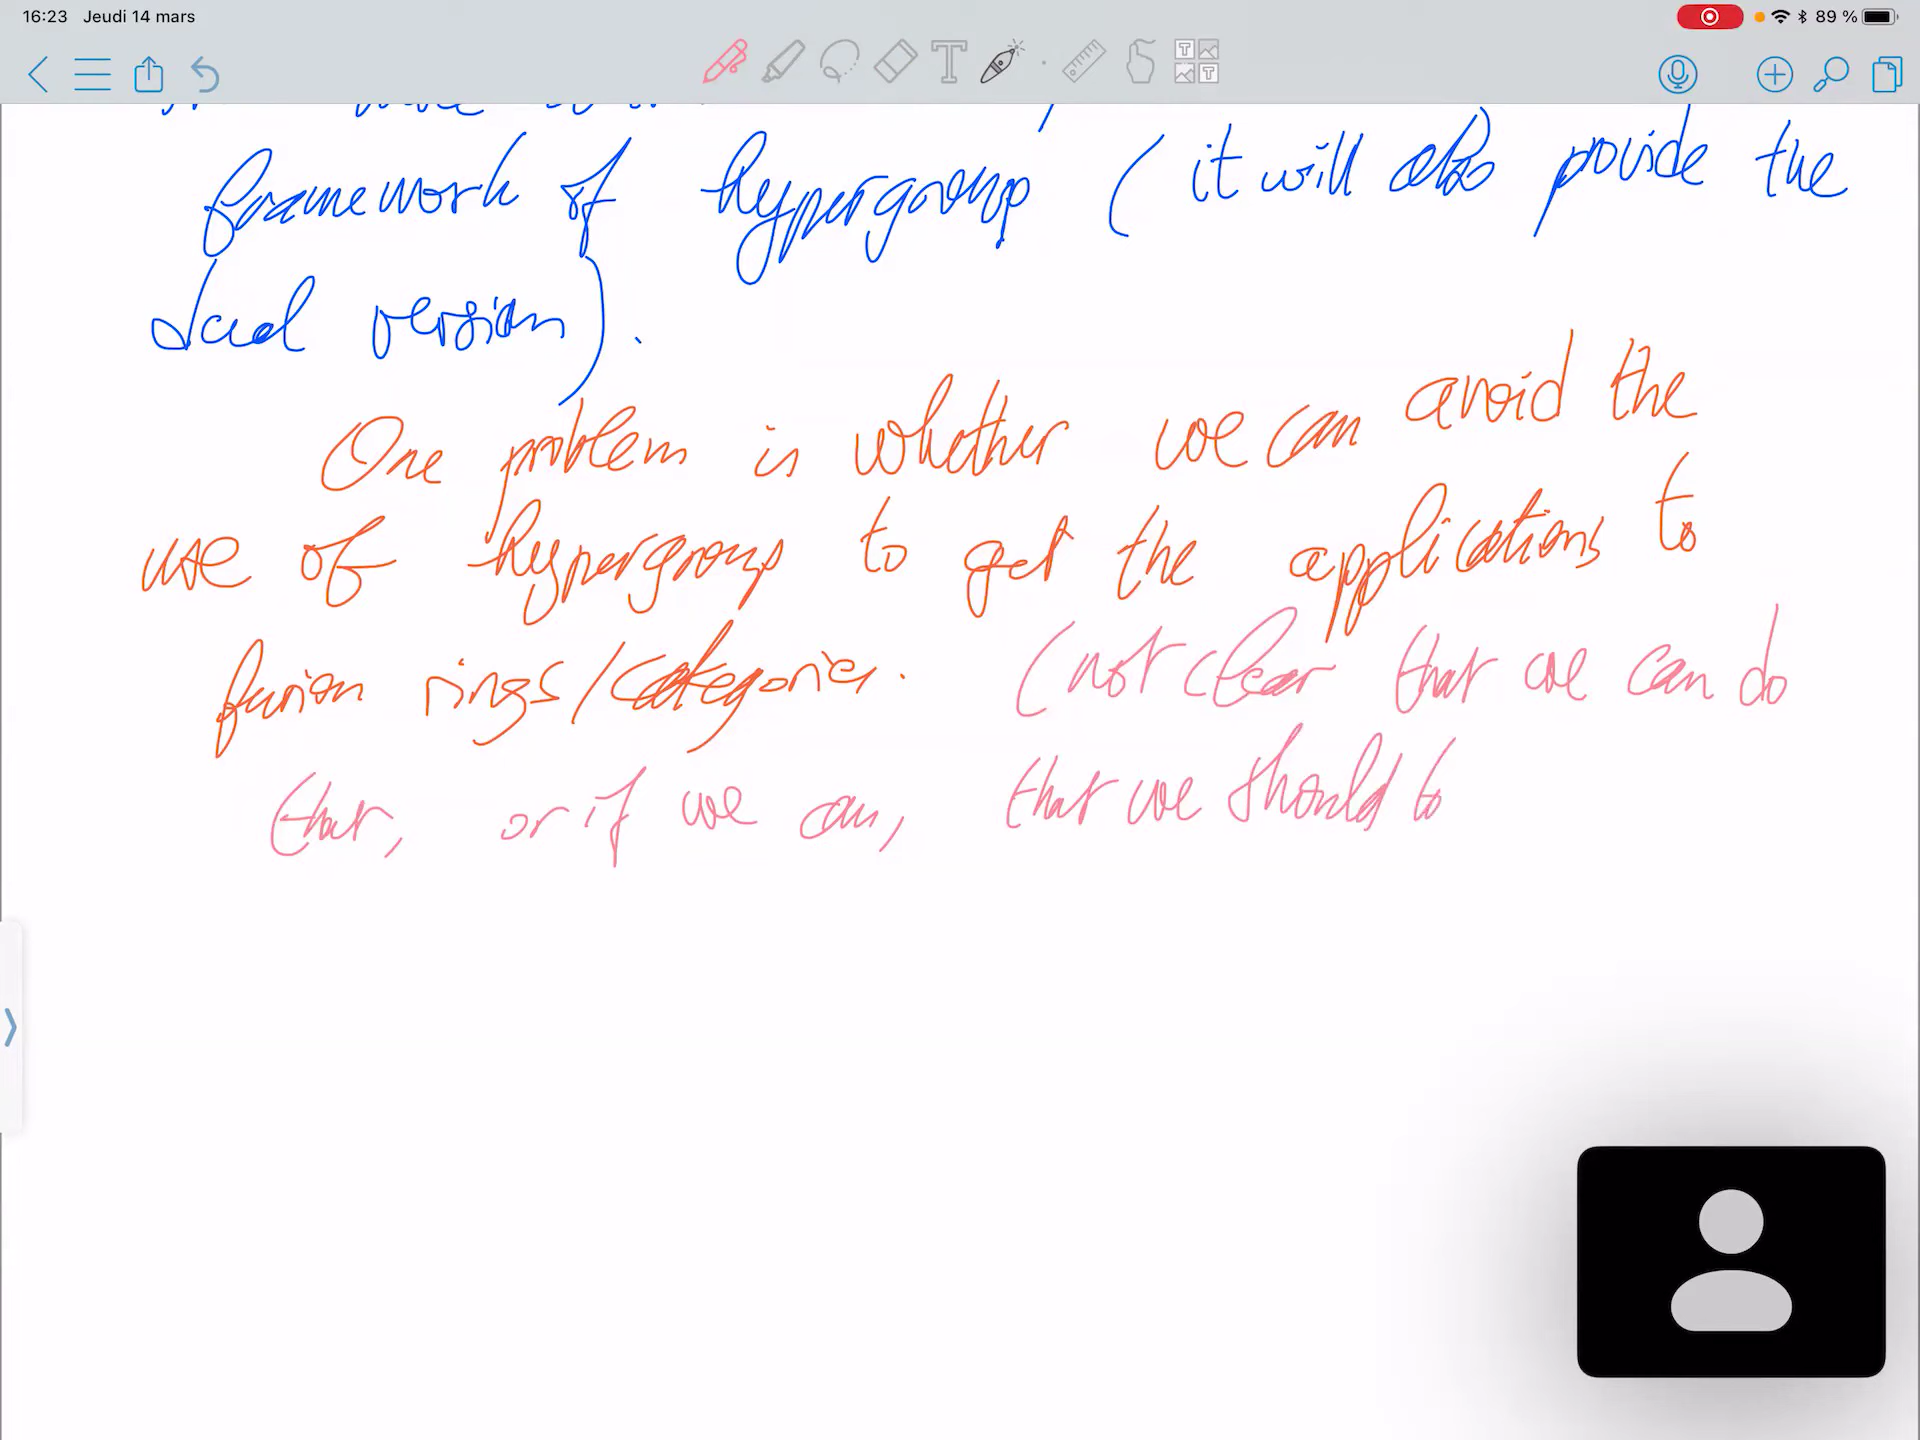 16:23 Jeudi 14 mars 89 %
framework of hypergroup (it will also provide the
dual version).
One problem is whether we can avoid the
use of hypergroup to get the applications to
fusion rings/categories. (not clear that we can do
that, or if we can, that we should to